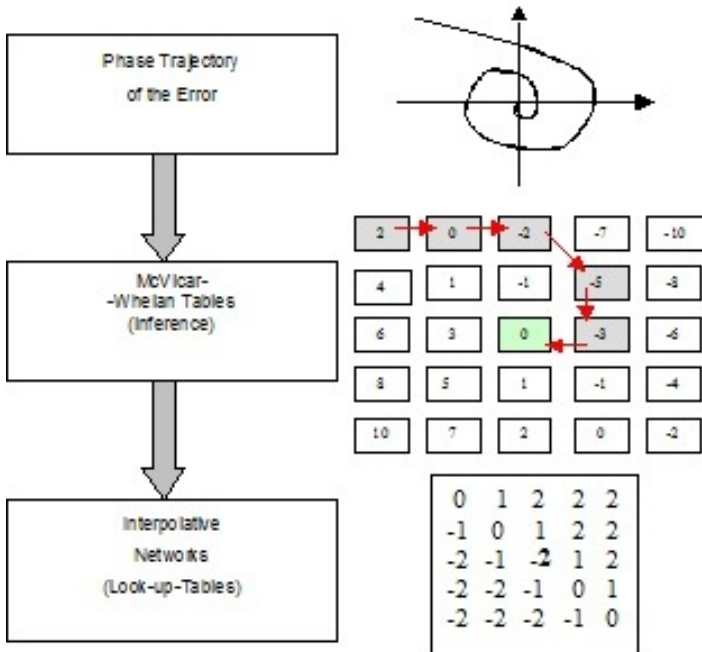 Phase Trajectory
of the Error
2 0 -2 -7 -10
4 1 -1 -5 -8
McVicar-
-Whelan Tables
(Inference)
6 3 0 -3 -6
8 5 1 -1 -4
10 7 2 0 -2
Interpolative
Networks
(Look-up-Tables)
0 1 2 2 2
-1 0 1 2 2
-2 -1 -2 1 2
-2 -2 -1 0 1
-2 -2 -2 -1 0